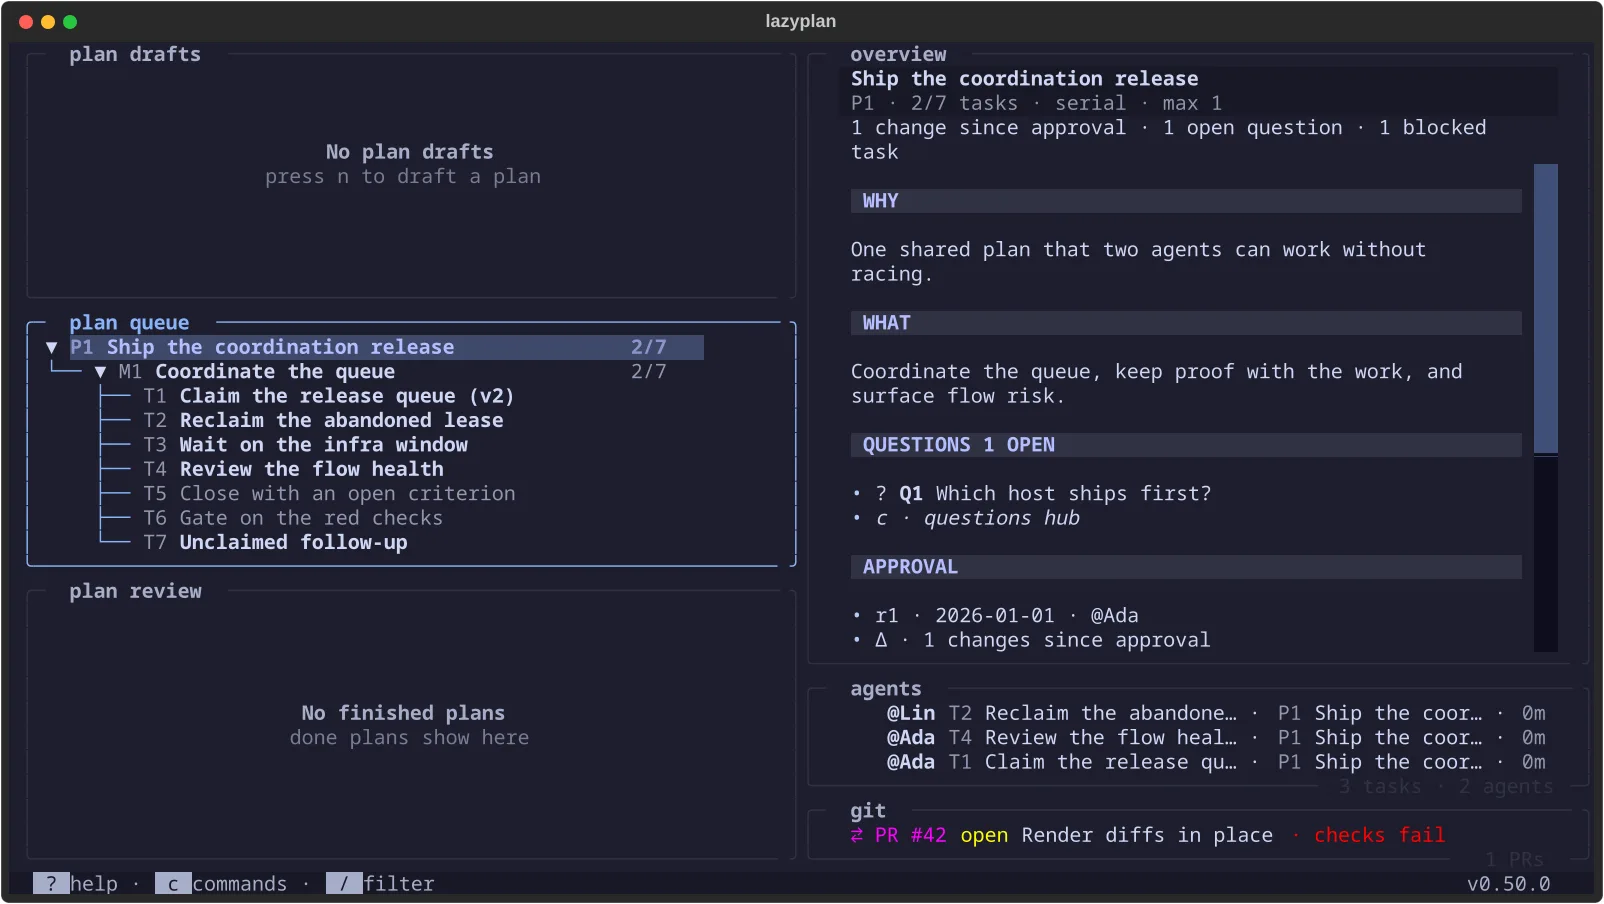 lazyplan
plan drafts
No plan drafts
press n to draft a plan
plan queue
▼ P1 Ship the coordination release 2/7
▼ M1 Coordinate the queue 2/7
T1 Claim the release queue (v2)
T2 Reclaim the abandoned lease
T3 Wait on the infra window
T4 Review the flow health
T5 Close with an open criterion
T6 Gate on the red checks
T7 Unclaimed follow-up
plan review
No finished plans
done plans show here
overview
Ship the coordination release
P1 · 2/7 tasks · serial · max 1
1 change since approval · 1 open question · 1 blocked
task
WHY
One shared plan that two agents can work without
racing.
WHAT
Coordinate the queue, keep proof with the work, and
surface flow risk.
QUESTIONS 1 OPEN
• ? Q1 Which host ships first?
• c · questions hub
APPROVAL
• r1 · 2026-01-01 · @Ada
• Δ · 1 changes since approval
agents
@Lin T2 Reclaim the abandone… · P1 Ship the coor… · 0m
@Ada T4 Review the flow heal… · P1 Ship the coor… · 0m
@Ada T1 Claim the release qu… · P1 Ship the coor… · 0m
3 tasks · 2 agents
git
⇄ PR #42 open Render diffs in place · checks fail
1 PRs
? help · c commands · / filter
v0.50.0